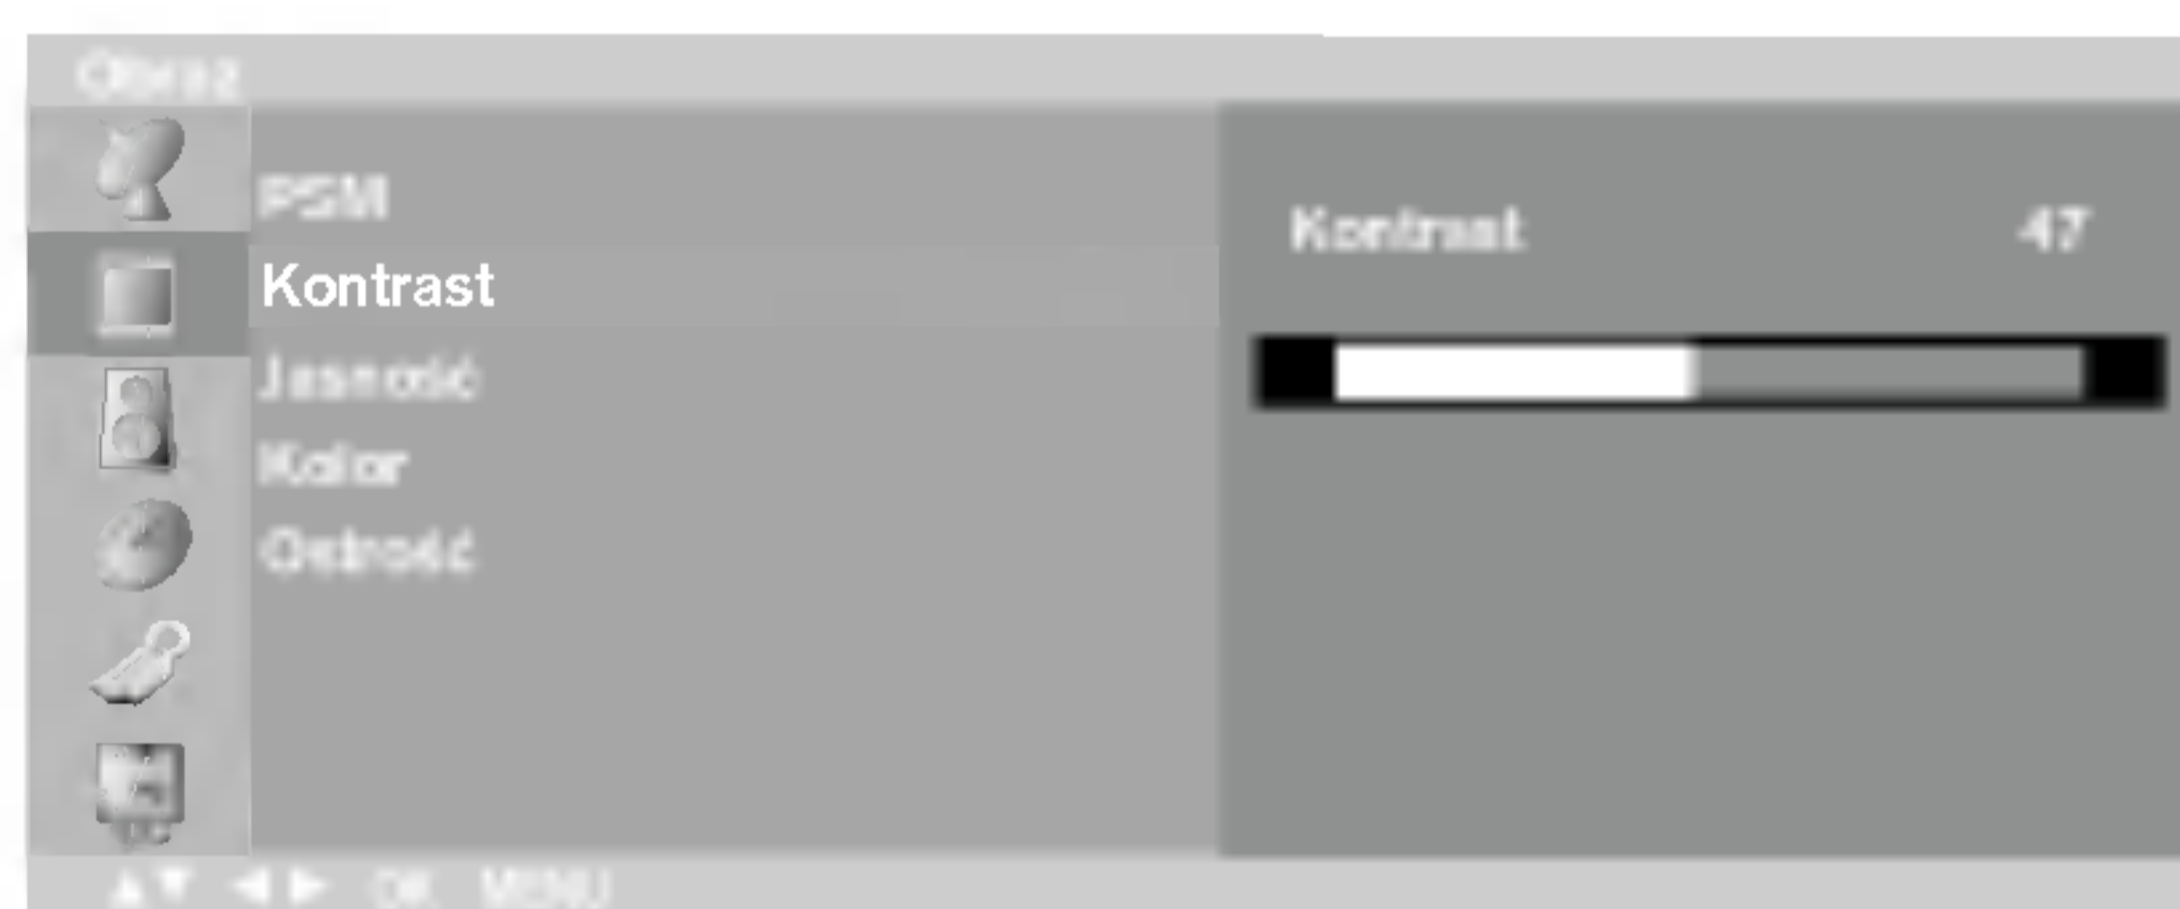 Obraz
PSM
Kontrast
Jasność
Kolor
Ostrość
Kontrast 47
▲▼ ◀▶ OK MENU